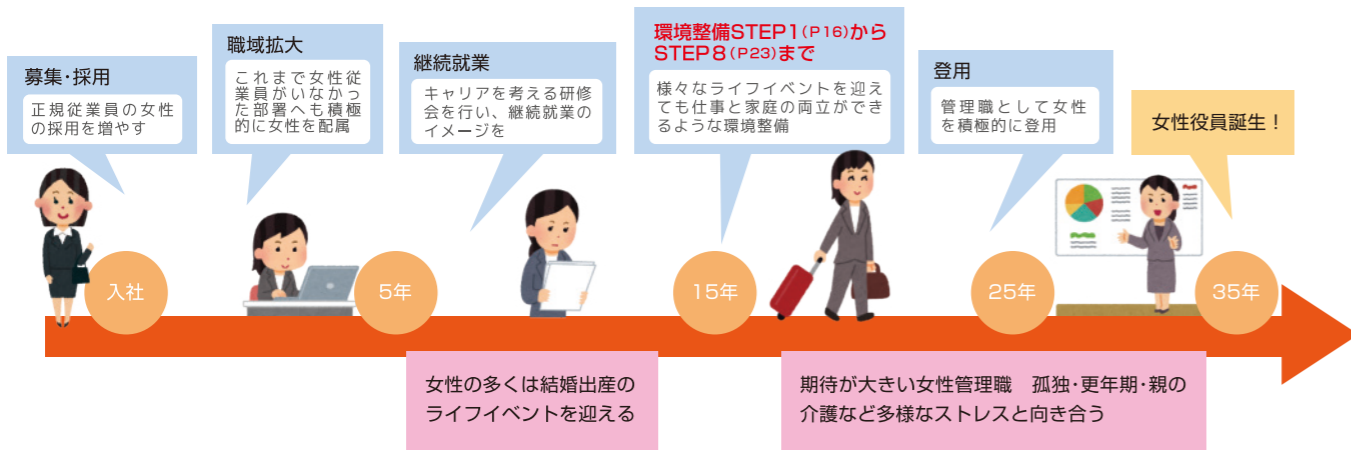 募集･採用
正規従業員の女性
の採用を増やす
職域拡大
これまで女性従
業員がいなかっ
た部署へも積極
的に女性を配属
継続就業
キャリアを考える研修
会を行い、継続就業の
イメージを
環境整備STEP1(P16)から
STEP8(P23)まで
様々なライフイベントを迎え
ても仕事と家庭の両立ができ
るような環境整備
登用
管理職として女性
を積極的に登用
女性役員誕生！
入社
5年
15年
25年
35年
女性の多くは結婚出産の
ライフイベントを迎える
期待が大きい女性管理職　孤独･更年期･親の
介護など多様なストレスと向き合う